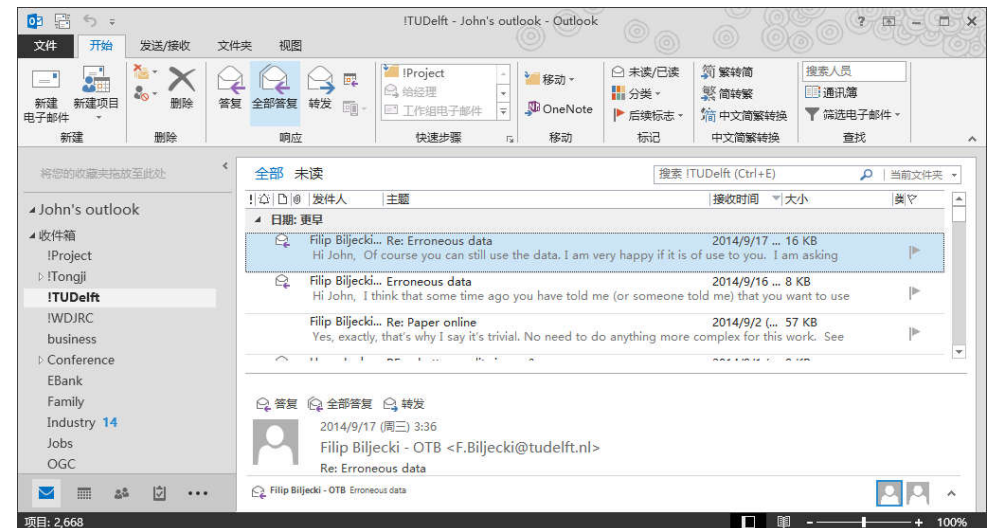 !TUDelft - John's outlook - Outlook
文件 开始 发送/接收 文件夹 视图
新建电子邮件
新建项目
新建
删除
删除
答复
全部答复
转发
响应
!Project
给经理
工作组电子邮件
快速步骤
移动
OneNote
移动
未读/已读
分类
后续标志
标记
繁转简
简转繁
中文简繁转换
中文简繁转换
搜索人员
通讯簿
筛选电子邮件
查找
将您的收藏夹拖放至此处
John's outlook
收件箱
!Project
!Tongji
!TUDelft
!WDJRC
business
Conference
EBank
Family
Industry 14
Jobs
OGC
全部 未读
搜索 !TUDelft (Ctrl+E) 当前文件夹
发件人 主题 接收时间 大小 类
日期: 更早
Filip Biljecki... Re: Erroneous data 2014/9/17 ... 16 KB
Hi John, Of course you can still use the data. I am very happy if it is of use to you. I am asking
Filip Biljecki... Erroneous data 2014/9/16 ... 8 KB
Hi John, I think that some time ago you have told me (or someone told me) that you want to use
Filip Biljecki... Re: Paper online 2014/9/2 (... 57 KB
Yes, exactly, that's why I say it's trivial. No need to do anything more complex for this work. See
答复 全部答复 转发
2014/9/17 (周三) 3:36
Filip Biljecki - OTB <F.Biljecki@tudelft.nl>
Re: Erroneous data
Filip Biljecki - OTB Erroneous data
项目: 2,668
100%